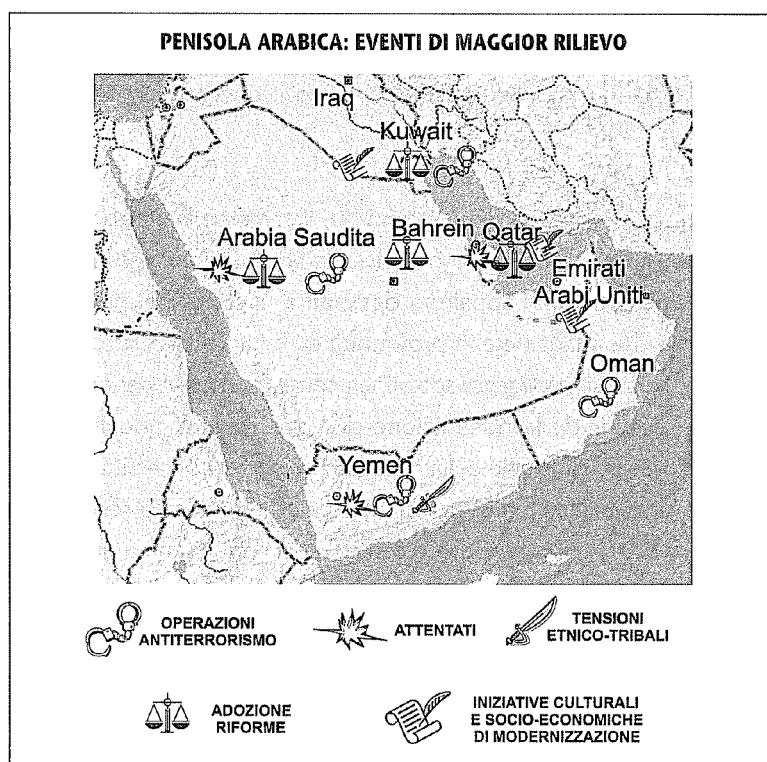 PENISOLA ARABICA: EVENTI DI MAGGIOR RILIEVO
Iraq
Kuwait
Arabia Saudita
Bahrein
Qatar
Emirati
Arabi Uniti
Oman
Yemen
OPERAZIONI
ANTITERRORISMO
ATTENTATI
TENSIONI
ETNICO-TRIBALI
ADOZIONE
RIFORME
INIZIATIVE CULTURALI
E SOCIO-ECONOMICHE
DI MODERNIZZAZIONE